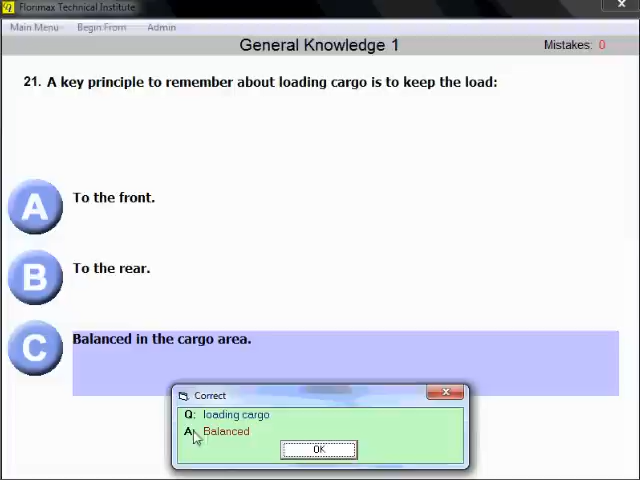 Florimax Technical Institute
Main Menu Begin From Admin
General Knowledge 1
Mistakes: 0
21. A key principle to remember about loading cargo is to keep the load:
A
To the front.
B
To the rear.
C
Balanced in the cargo area.
Correct
Q: loading cargo
A: Balanced
OK